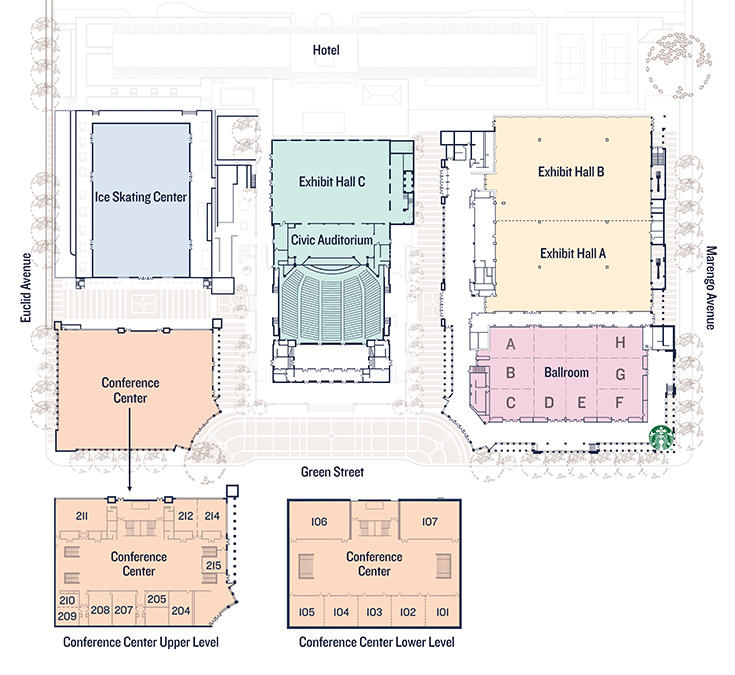 Hotel
Ice Skating Center
Exhibit Hall C
Civic Auditorium
Exhibit Hall B
Exhibit Hall A
Euclid Avenue
Marengo Avenue
Conference
Center
A
H
B
Ballroom
G
C
D
E
F
Green Street
211
212
214
Conference
Center
215
210
209
208
207
205
204
Conference Center Upper Level
106
107
Conference
Center
105
104
103
102
101
Conference Center Lower Level